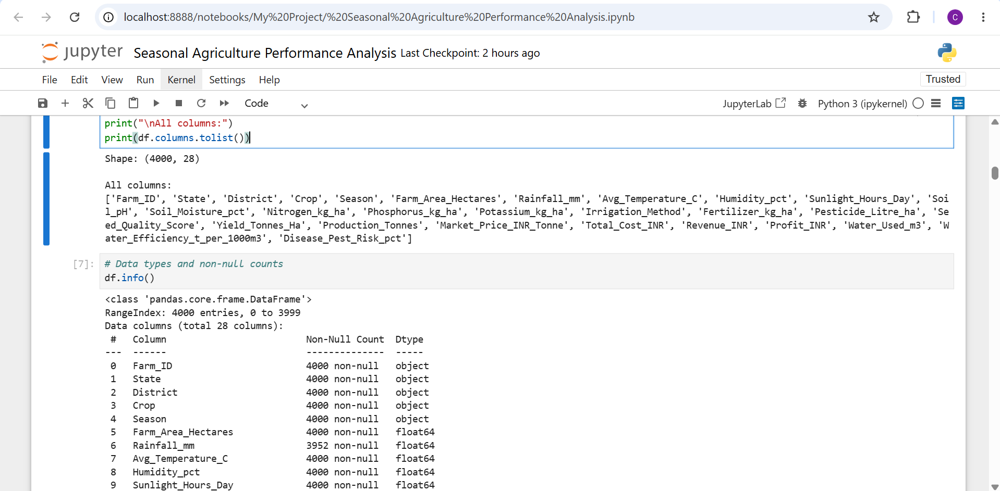 localhost:8888/notebooks/My%20Project/%20Seasonal%20Agriculture%20Performance%20Analysis.ipynb
C
jupyter Seasonal Agriculture Performance Analysis Last Checkpoint: 2 hours ago
File Edit View Run Kernel Settings Help
Trusted
Code
JupyterLab
Python 3 (ipykernel)
print("\nAll columns:")
print(df.columns.tolist())
Shape: (4000, 28)
All columns:
['Farm_ID', 'State', 'District', 'Crop', 'Season', 'Farm_Area_Hectares', 'Rainfall_mm', 'Avg_Temperature_C', 'Humidity_pct', 'Sunlight_Hours_Day', 'Soi
l_pH', 'Soil_Moisture_pct', 'Nitrogen_kg_ha', 'Phosphorus_kg_ha', 'Potassium_kg_ha', 'Irrigation_Method', 'Fertilizer_kg_ha', 'Pesticide_Litre_ha', 'Se
ed_Quality_Score', 'Yield_Tonnes_Ha', 'Production_Tonnes', 'Market_Price_INR_Tonne', 'Total_Cost_INR', 'Revenue_INR', 'Profit_INR', 'Water_Used_m3', 'W
ater_Efficiency_t_per_1000m3', 'Disease_Pest_Risk_pct']
[7]: # Data types and non-null counts
df.info()
<class 'pandas.core.frame.DataFrame'>
RangeIndex: 4000 entries, 0 to 3999
Data columns (total 28 columns):
# Column Non-Null Count Dtype
--- ------ -------------- -----
0 Farm_ID 4000 non-null object
1 State 4000 non-null object
2 District 4000 non-null object
3 Crop 4000 non-null object
4 Season 4000 non-null object
5 Farm_Area_Hectares 4000 non-null float64
6 Rainfall_mm 3952 non-null float64
7 Avg_Temperature_C 4000 non-null float64
8 Humidity_pct 4000 non-null float64
9 Sunlight_Hours_Day 4000 non-null float64